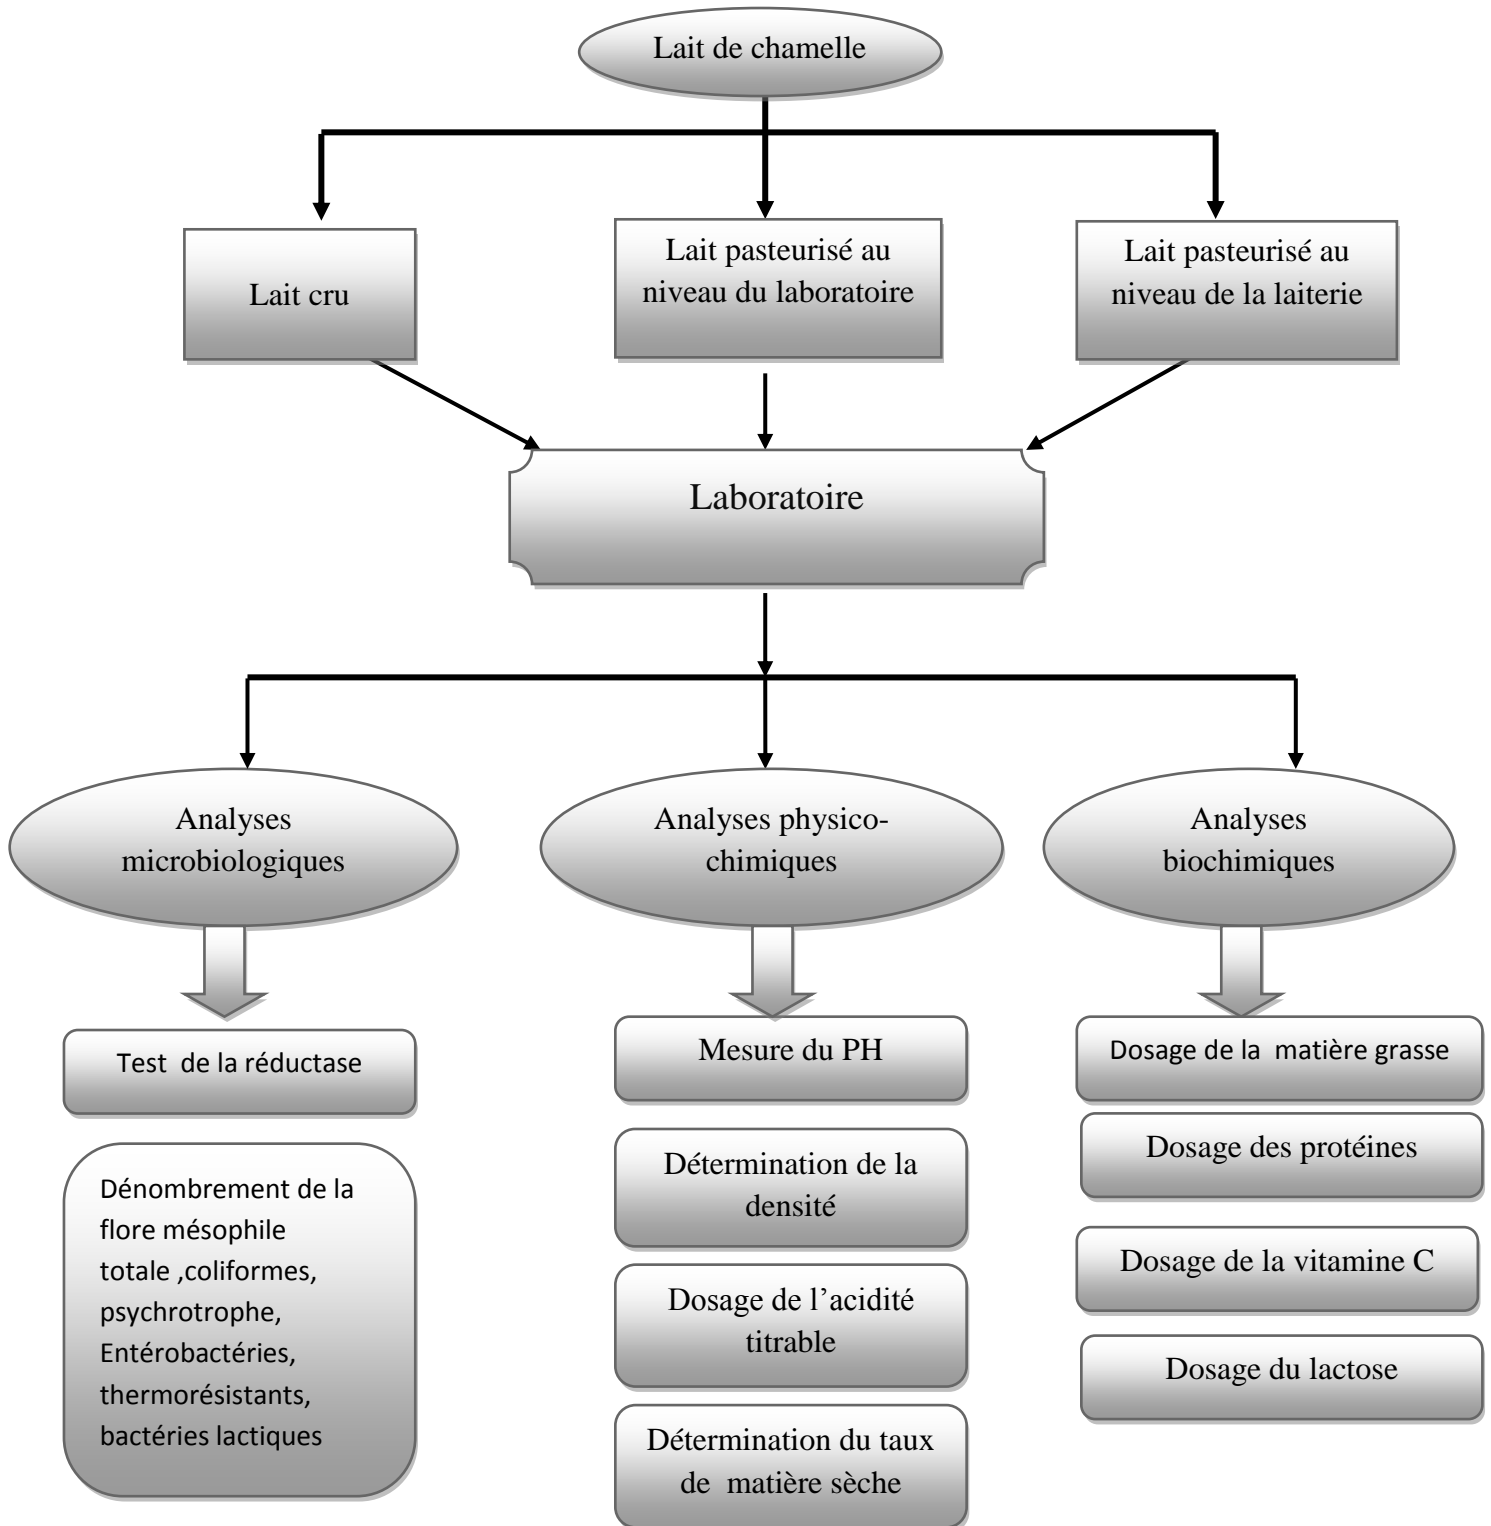 Lait de chamelle
Lait cru
Lait pasteurisé au
niveau du laboratoire
Lait pasteurisé au
niveau de la laiterie
Laboratoire
Analyses
microbiologiques
Analyses physico-
chimiques
Analyses
biochimiques
Test  de la réductase
Dénombrement de la
flore mésophile
totale ,coliformes,
psychrotrophe,
Entérobactéries,
thermorésistants,
bactéries lactiques
Mesure du PH
Détermination de la
densité
Dosage de l’acidité
titrable
Détermination du taux
de  matière sèche
Dosage de la  matière grasse
Dosage des protéines
Dosage de la vitamine C
Dosage du lactose